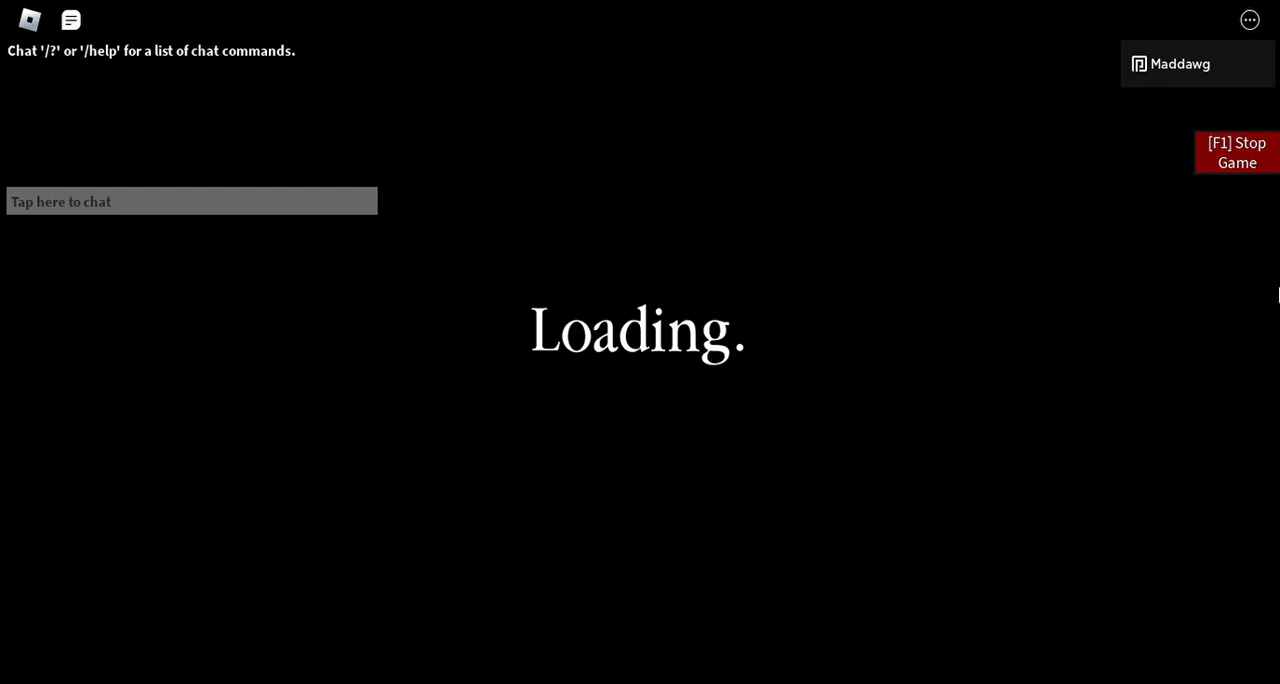 Chat '/?' or '/help' for a list of chat commands.
Maddawg
[F1] Stop
Game
Tap here to chat
Loading.